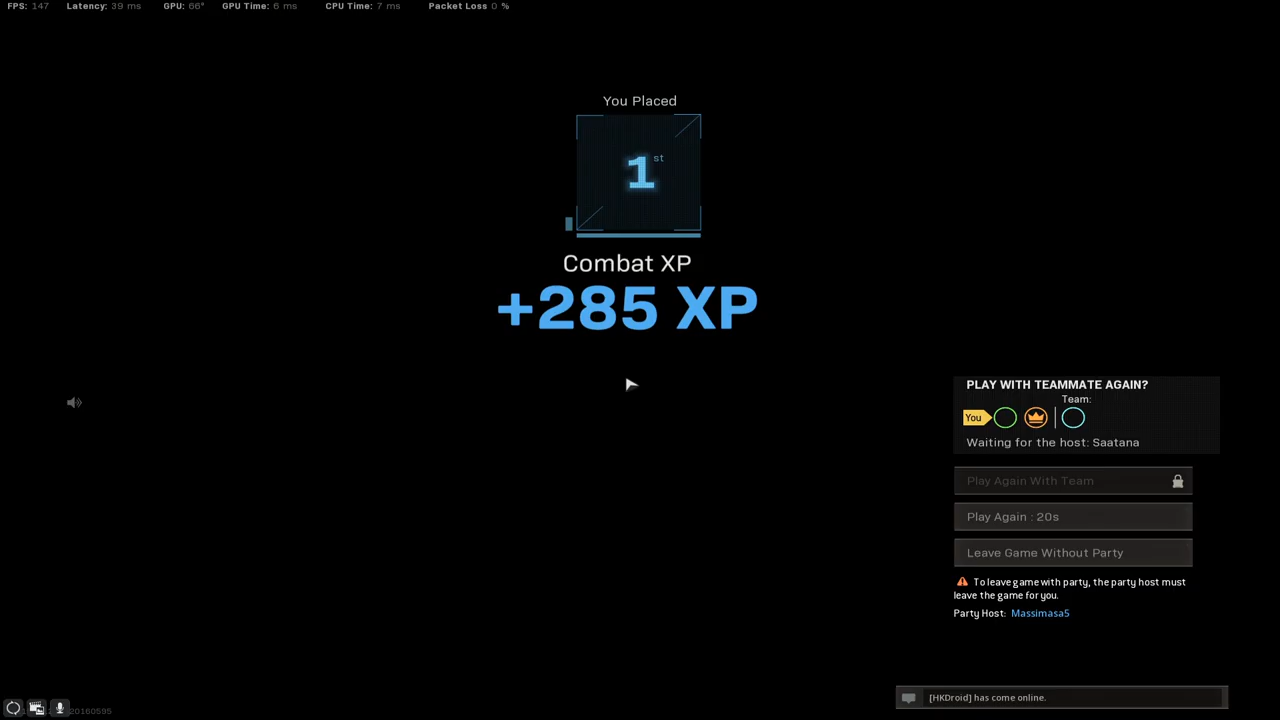 FPS: 147 Latency: 39 ms GPU: 66° GPU Time: 6 ms CPU Time: 7 ms Packet Loss 0 %
You Placed
1st
Combat XP
+285 XP
PLAY WITH TEAMMATE AGAIN?
Team:
You
Waiting for the host: Saatana
Play Again With Team
Play Again : 20s
Leave Game Without Party
To leave game with party, the party host must
leave the game for you.
Party Host: Massimasa5
[HKDroid] has come online.
20160595